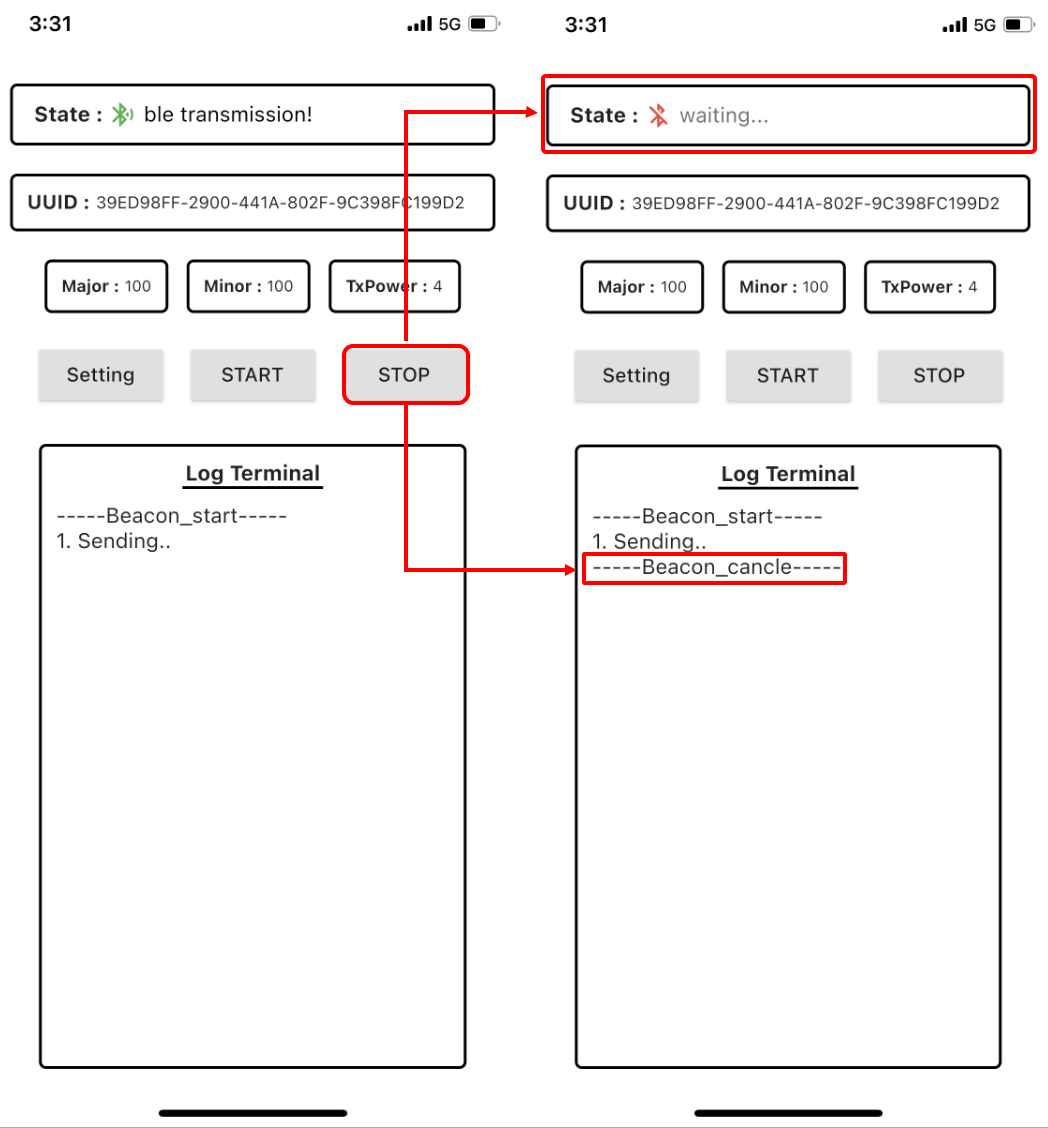 3:31
5G
State : ble transmission!
UUID : 39ED98FF-2900-441A-802F-9C398FC199D2
Major : 100
Minor : 100
TxPower : 4
Setting
START
STOP
Log Terminal
-----Beacon_start-----
1. Sending..
3:31
5G
State : waiting...
UUID : 39ED98FF-2900-441A-802F-9C398FC199D2
Major : 100
Minor : 100
TxPower : 4
Setting
START
STOP
Log Terminal
-----Beacon_start-----
1. Sending..
-----Beacon_cancle-----